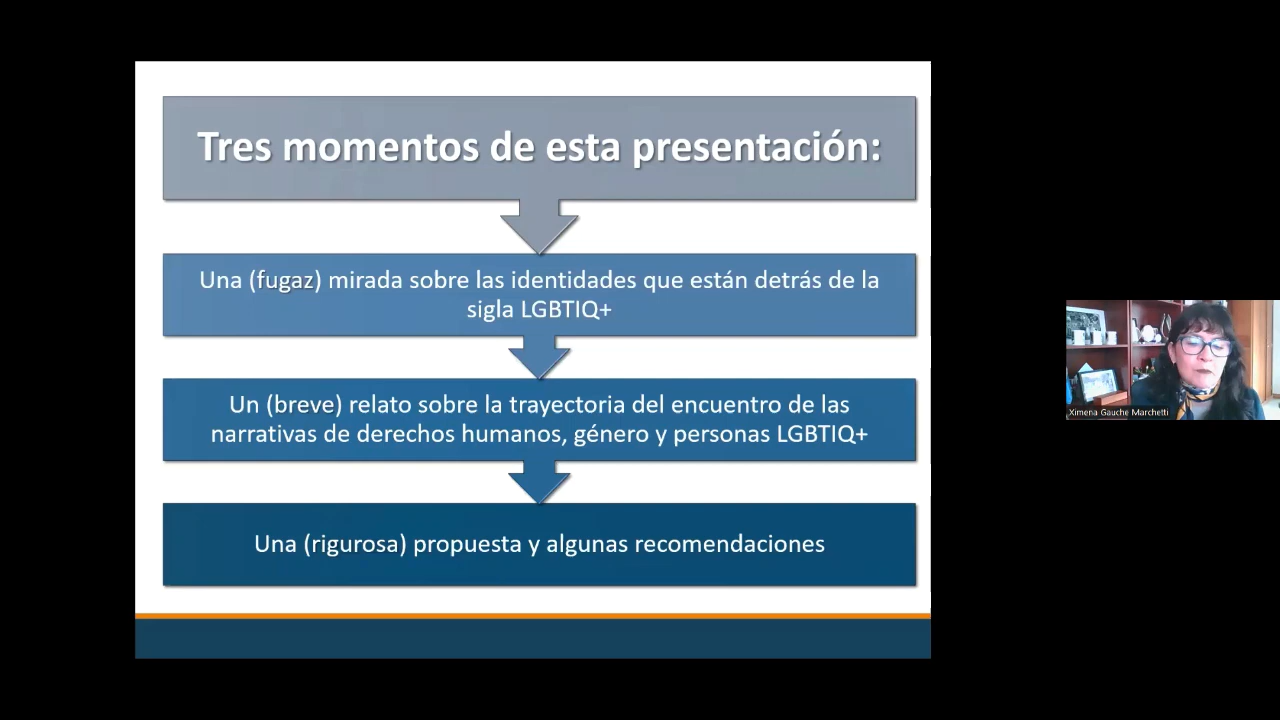 Tres momentos de esta presentación:
Una (fugaz) mirada sobre las identidades que están detrás de la
sigla LGBTIQ+
Un (breve) relato sobre la trayectoria del encuentro de las
narrativas de derechos humanos, género y personas LGBTIQ+
Una (rigurosa) propuesta y algunas recomendaciones
Ximena Gauche Marchetti